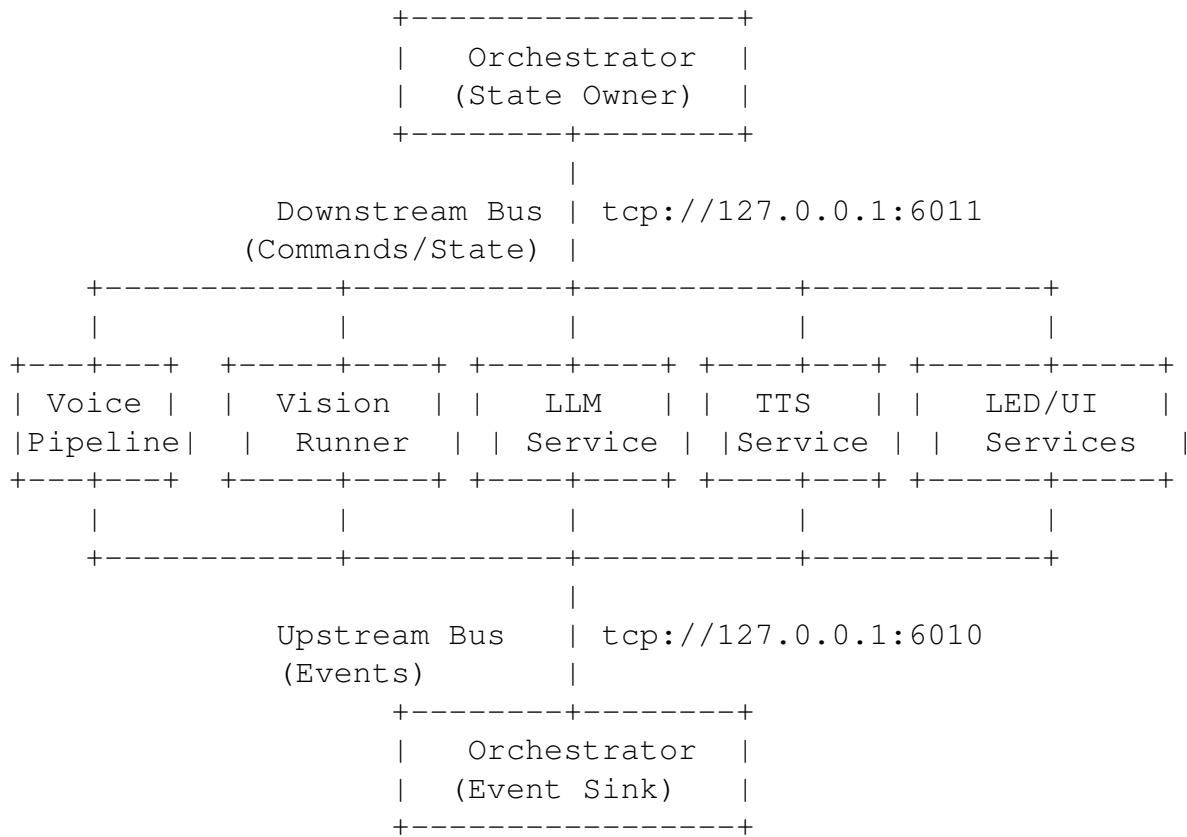 Orchestrator
(State Owner)
Downstream Bus tcp://127.0.0.1:6011
(Commands/State)
Voice Vision LLM TTS LED/UI
Pipeline Runner Service Service Services
Upstream Bus tcp://127.0.0.1:6010
(Events)
Orchestrator
(Event Sink)